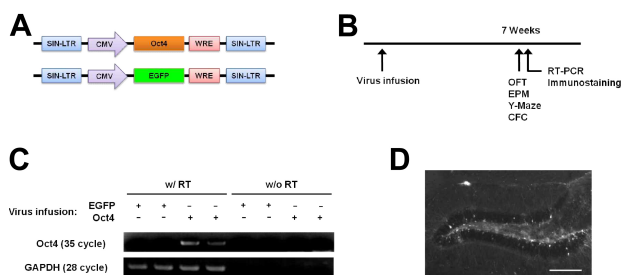 A
SIN-LTR CMV Oct4 WRE SIN-LTR
SIN-LTR CMV EGFP WRE SIN-LTR
B
7 Weeks
Virus infusion
OFT
EPM
Y-Maze
CFC
RT-PCR
Immunostaining
C
w/ RT w/o RT
Virus infusion:
EGFP + + – – + + – –
Oct4 – – + + – – + +
Oct4 (35 cycle)
GAPDH (28 cycle)
D